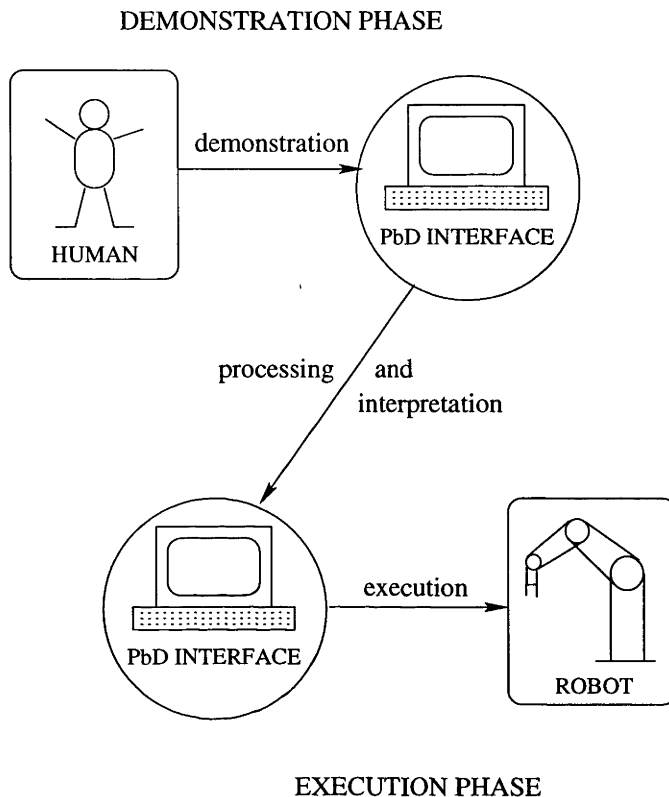 DEMONSTRATION PHASE
demonstration
HUMAN
PbD INTERFACE
processing and
interpretation
execution
PbD INTERFACE
ROBOT
EXECUTION PHASE